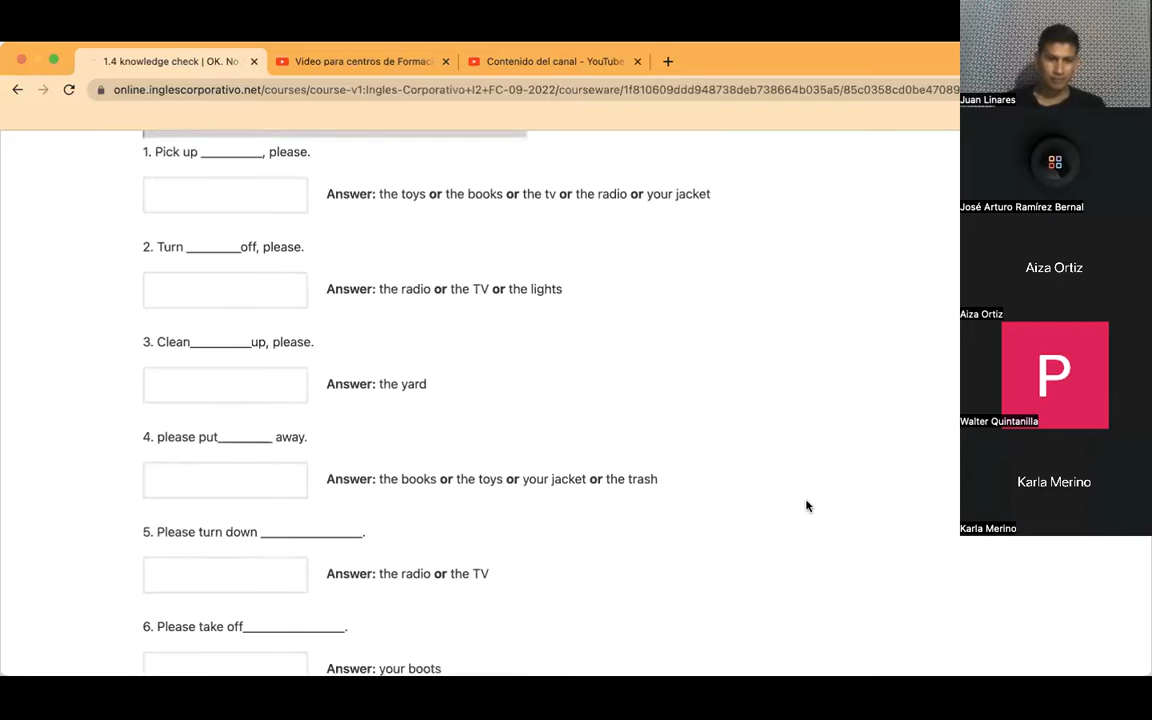 1.4 knowledge check | OK. No
Video para centros de Formac
Contenido del canal - YouTube
online.inglescorporativo.net/courses/course-v1:Ingles-Corporativo+I2+FC-09-2022/courseware/1f810609ddd948738deb738664b035a5/85c0358cd0be47089
1. Pick up _________, please.
Answer: the toys or the books or the tv or the radio or your jacket
2. Turn ________off, please.
Answer: the radio or the TV or the lights
3. Clean_________up, please.
Answer: the yard
4. please put________ away.
Answer: the books or the toys or your jacket or the trash
5. Please turn down _______________.
Answer: the radio or the TV
6. Please take off_______________.
Answer: your boots
Juan Linares
José Arturo Ramírez Bernal
Aiza Ortiz
Aiza Ortiz
P
Walter Quintanilla
Karla Merino
Karla Merino